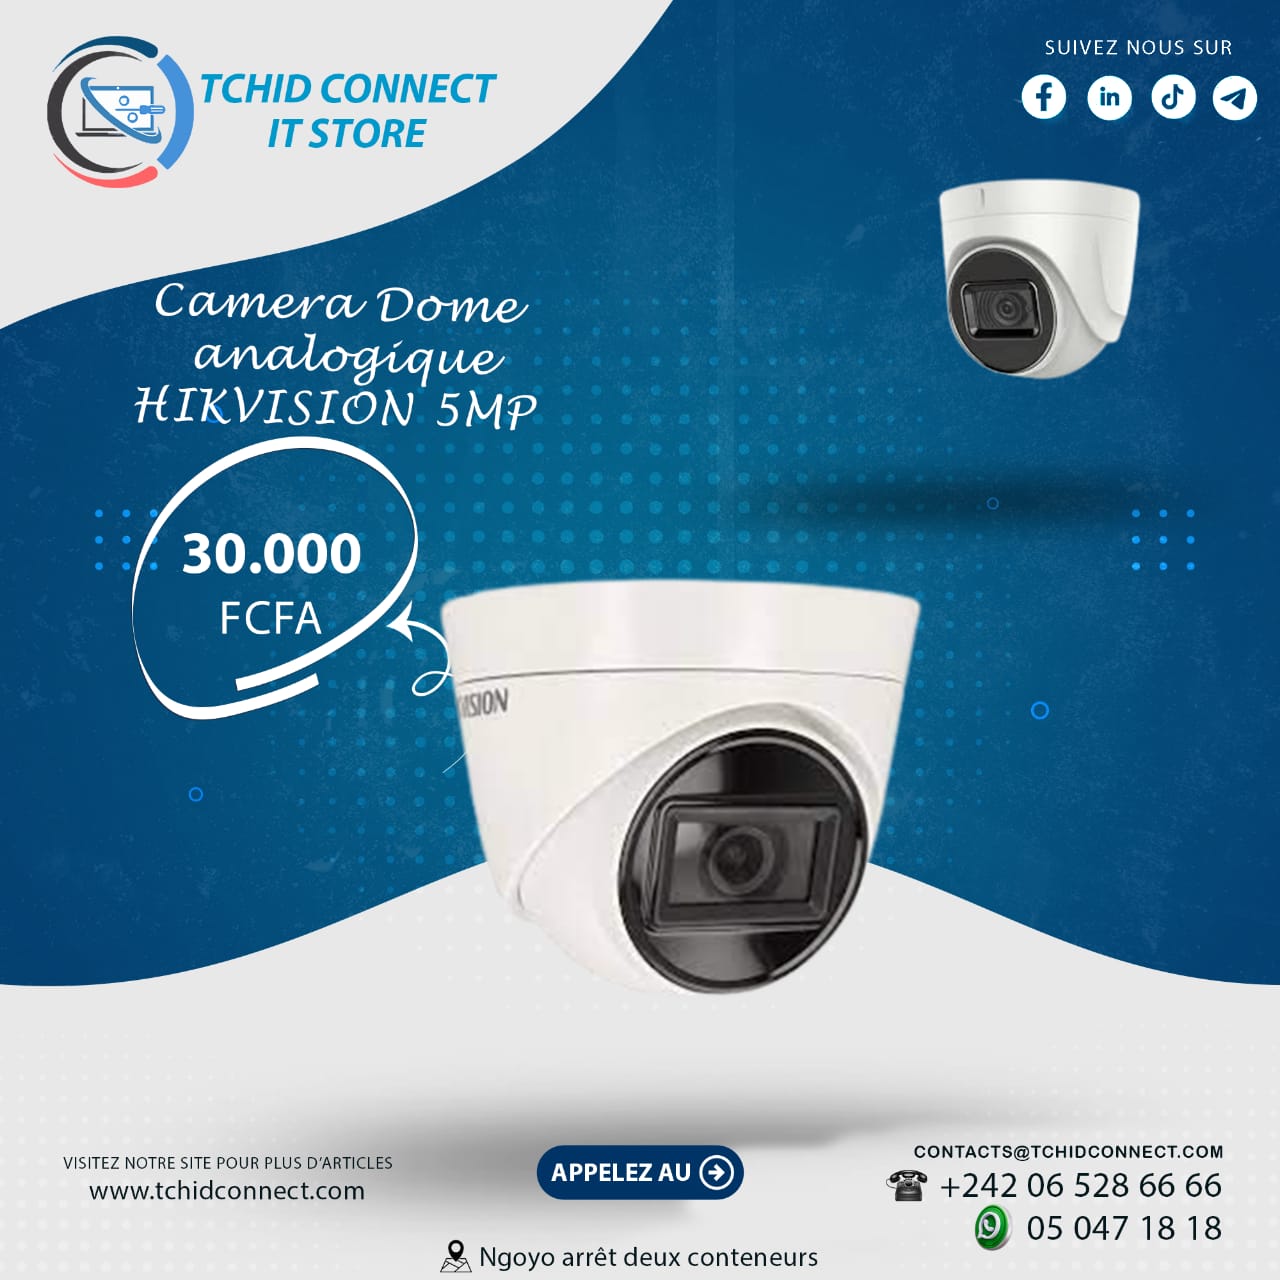 TCHID CONNECT
IT STORE
SUIVEZ NOUS SUR
Camera Dome
analogique
HIKVISION 5MP
30.000
FCFA
VISION
VISITEZ NOTRE SITE POUR PLUS D’ARTICLES
www.tchidconnect.com
APPELEZ AU
CONTACTS@TCHIDCONNECT.COM
+242 06 528 66 66
05 047 18 18
Ngoyo arrêt deux conteneurs